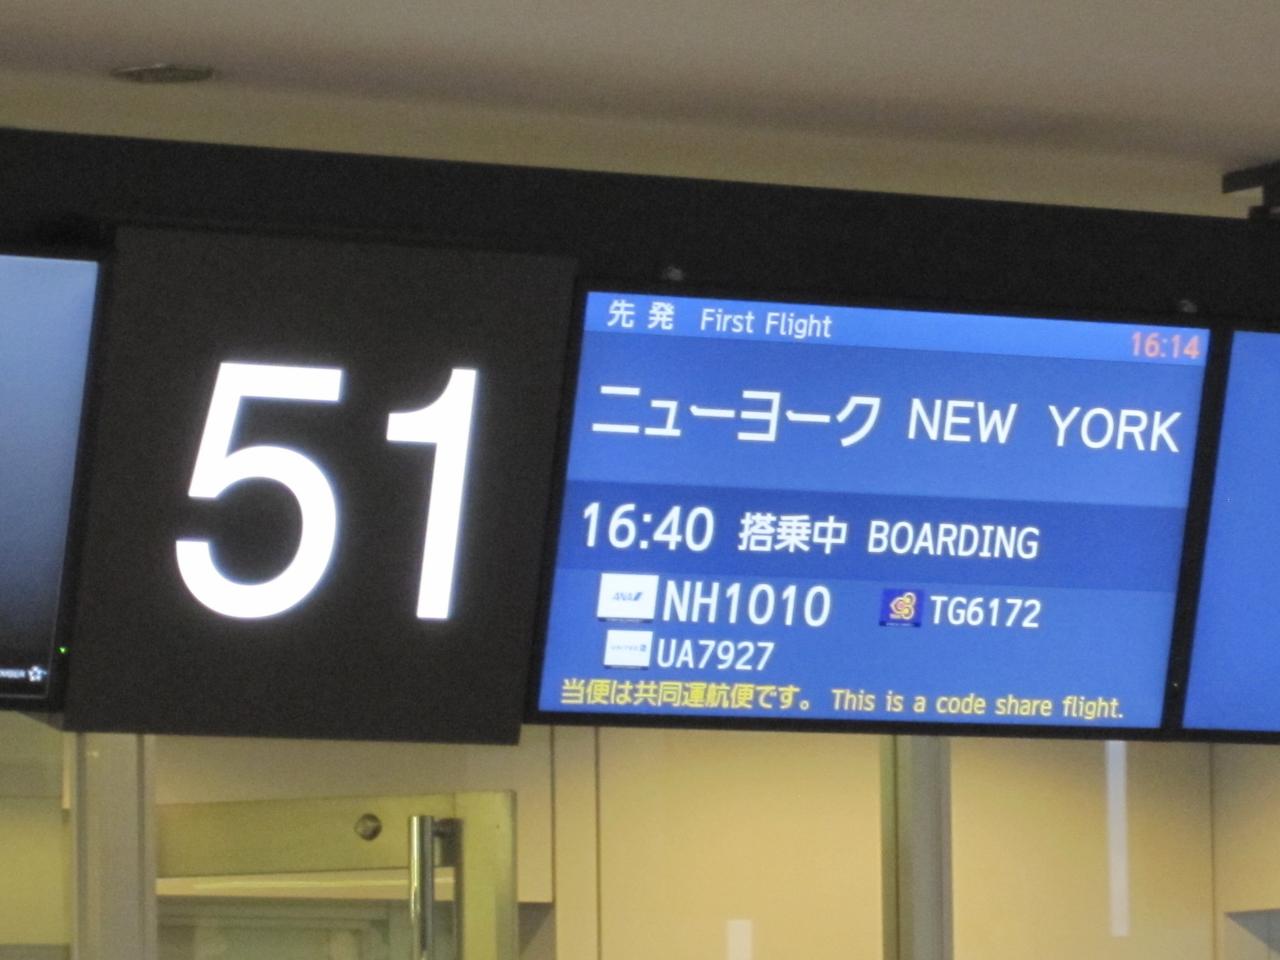 51
先発 First Flight 16:14
ニューヨーク NEW YORK
16:40 搭乗中 BOARDING
ANA NH1010 TG6172
UNITED UA7927
当便は共同運航便です。 This is a code share flight.